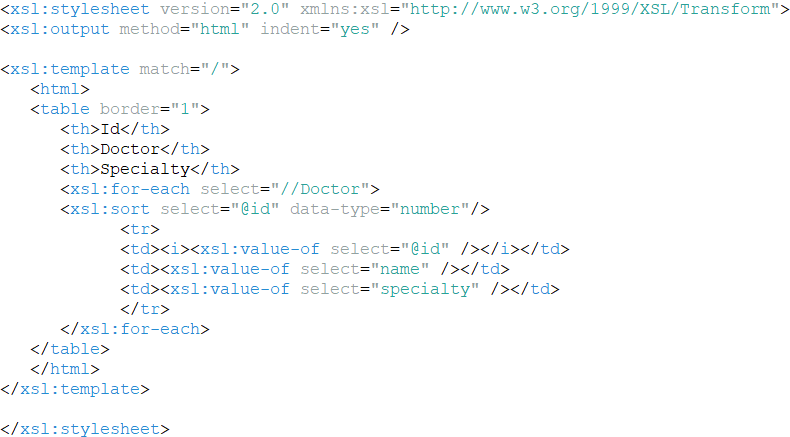 <xsl:stylesheet version="2.0" xmlns:xsl="http://www.w3.org/1999/XSL/Transform">
<xsl:output method="html" indent="yes" />
<xsl:template match="/">
<html>
<table border="1">
<th>Id</th>
<th>Doctor</th>
<th>Specialty</th>
<xsl:for-each select="//Doctor">
<xsl:sort select="@id" data-type="number"/>
<tr>
<td><i><xsl:value-of select="@id" /></i></td>
<td><xsl:value-of select="name" /></td>
<td><xsl:value-of select="specialty" /></td>
</tr>
</xsl:for-each>
</table>
</html>
</xsl:template>
</xsl:stylesheet>